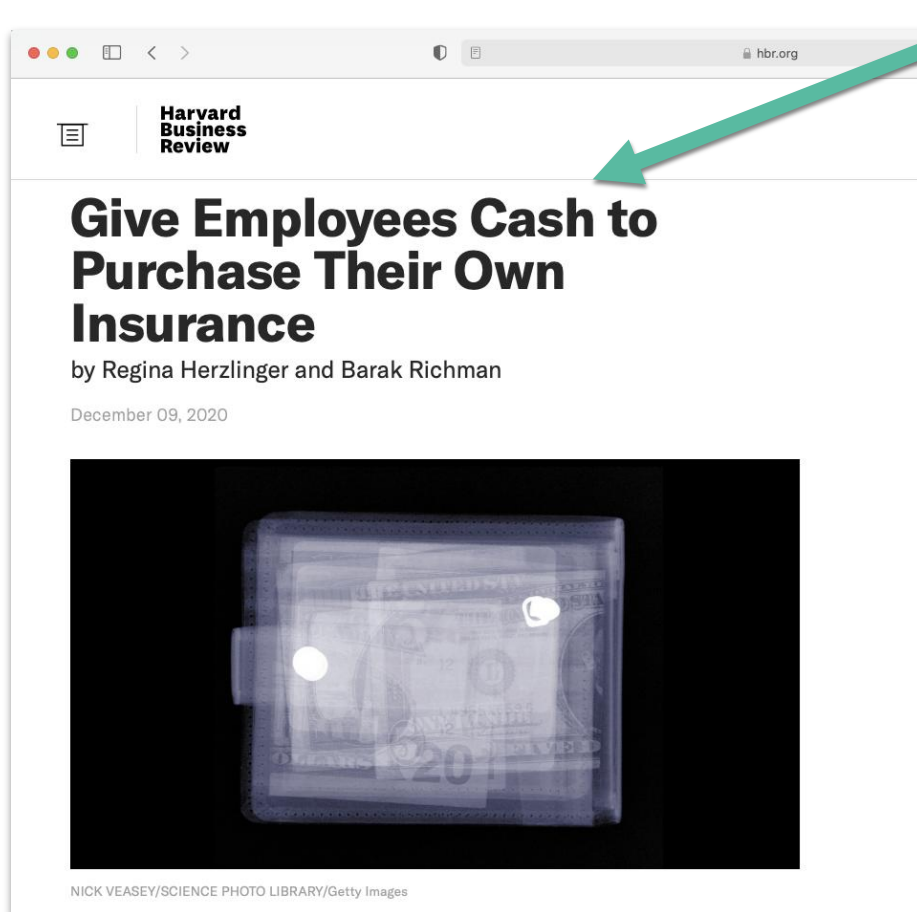 hbr.org
Harvard
Business
Review
Give Employees Cash to
Purchase Their Own
Insurance
by Regina Herzlinger and Barak Richman
December 09, 2020
20
NICK VEASEY/SCIENCE PHOTO LIBRARY/Getty Images